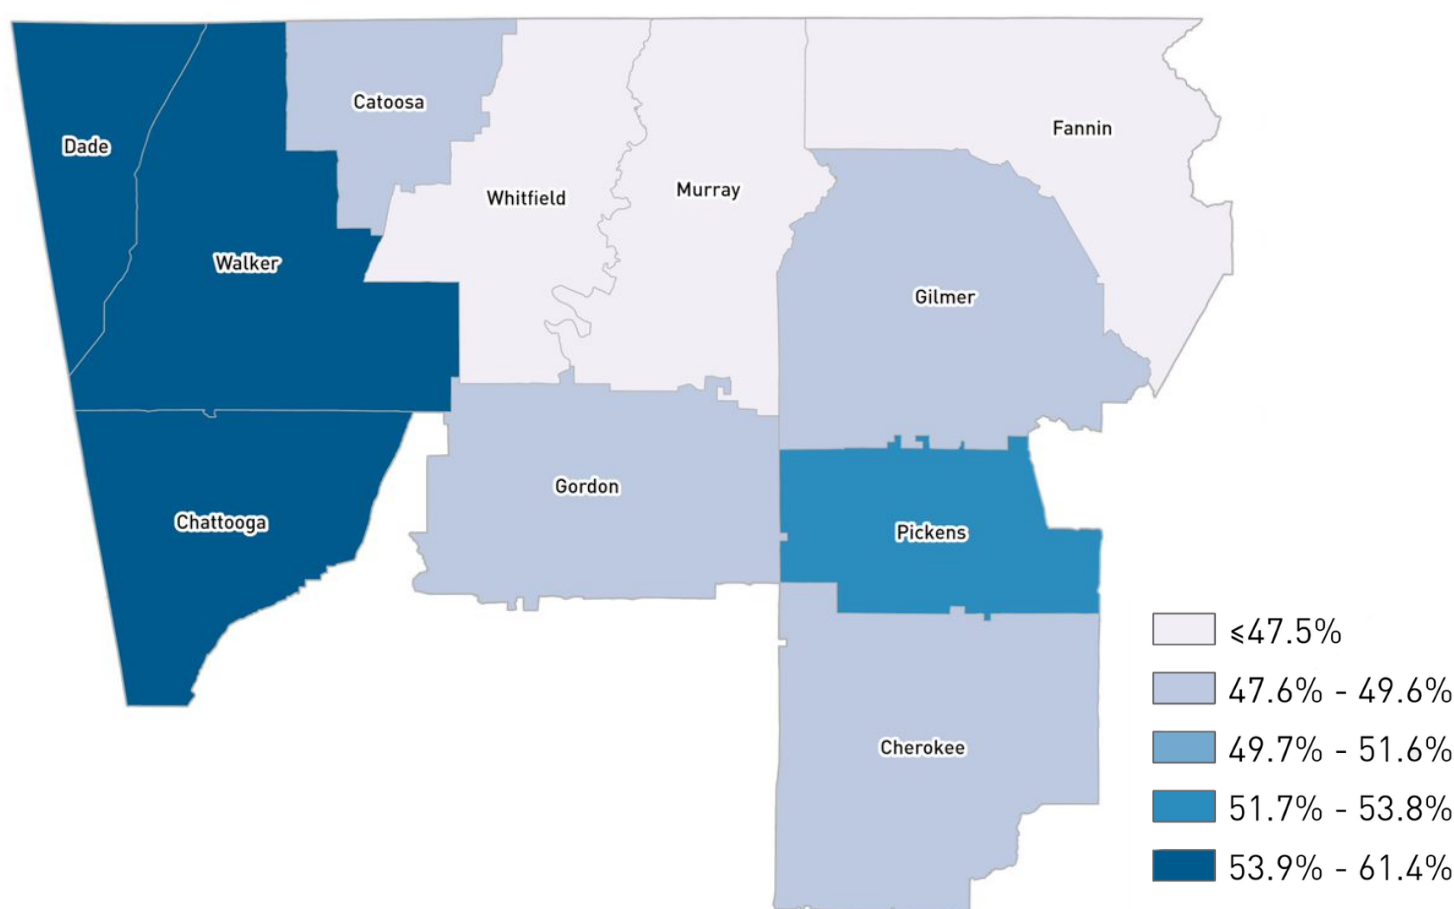 Catoosa
Fannin
Dade
Murray
Whitfield
Walker
Gilmer
Gordon
Chattooga
Pickens
Cherokee
≤47.5%
47.6% - 49.6%
49.7% - 51.6%
51.7% - 53.8%
53.9% - 61.4%